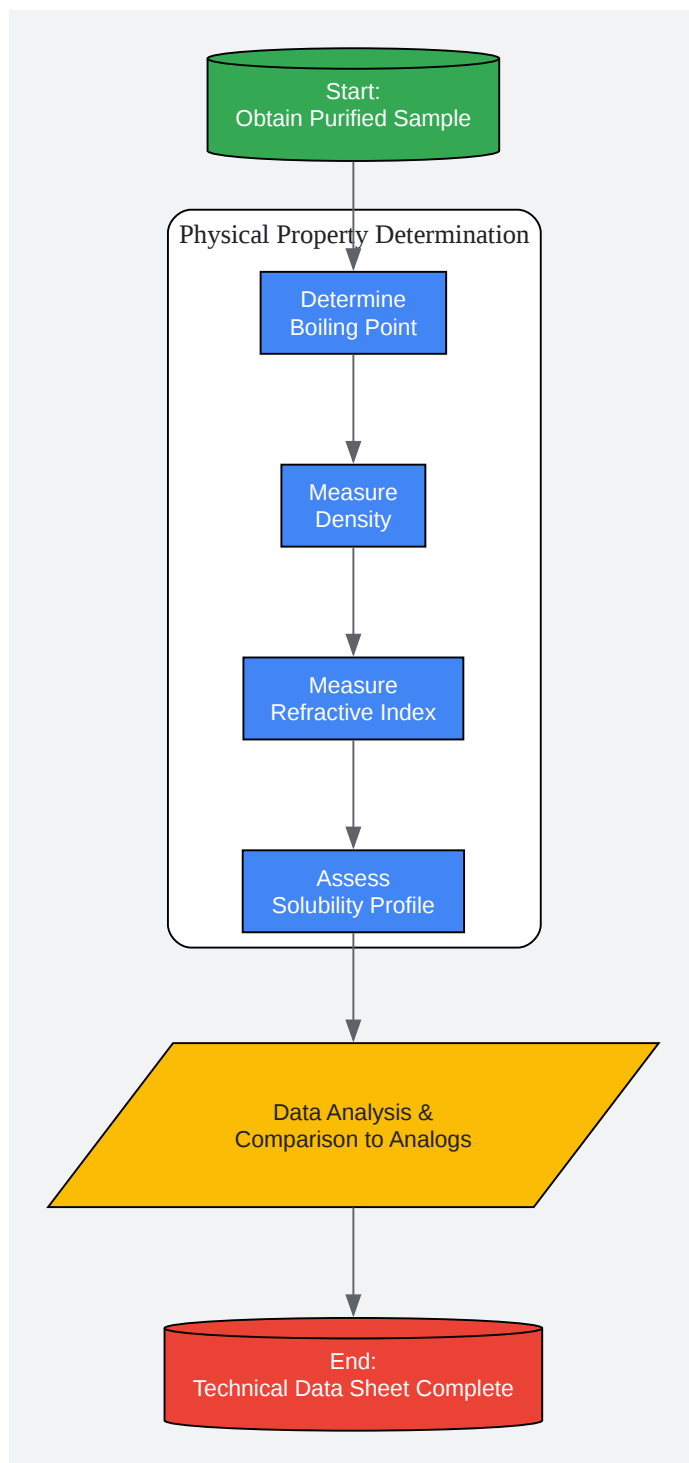 Start:
Obtain Purified Sample
Physical Property Determination
Determine
Boiling Point
Measure
Density
Measure
Refractive Index
Assess
Solubility Profile
Data Analysis &
Comparison to Analogs
End:
Technical Data Sheet Complete